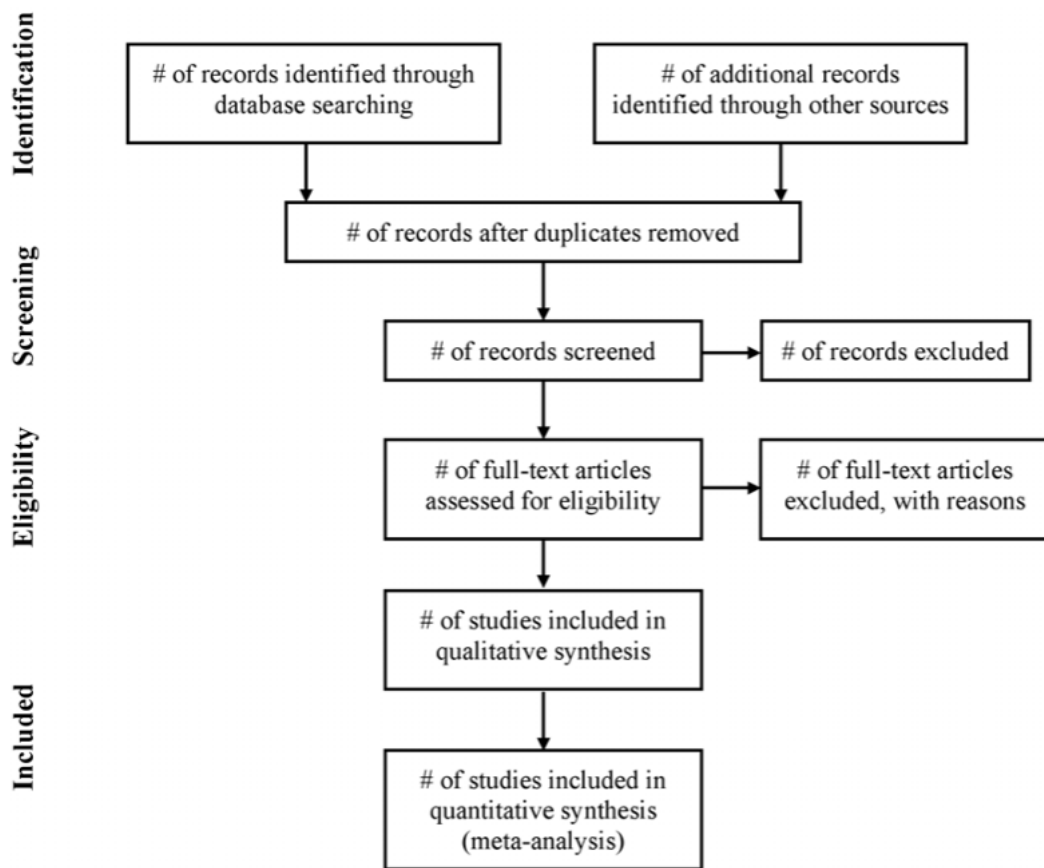 Identification
# of records identified through
database searching
# of additional records
identified through other sources
# of records after duplicates removed
Screening
# of records screened
# of records excluded
Eligibility
# of full-text articles
assessed for eligibility
# of full-text articles
excluded, with reasons
Included
# of studies included in
qualitative synthesis
# of studies included in
quantitative synthesis
(meta-analysis)